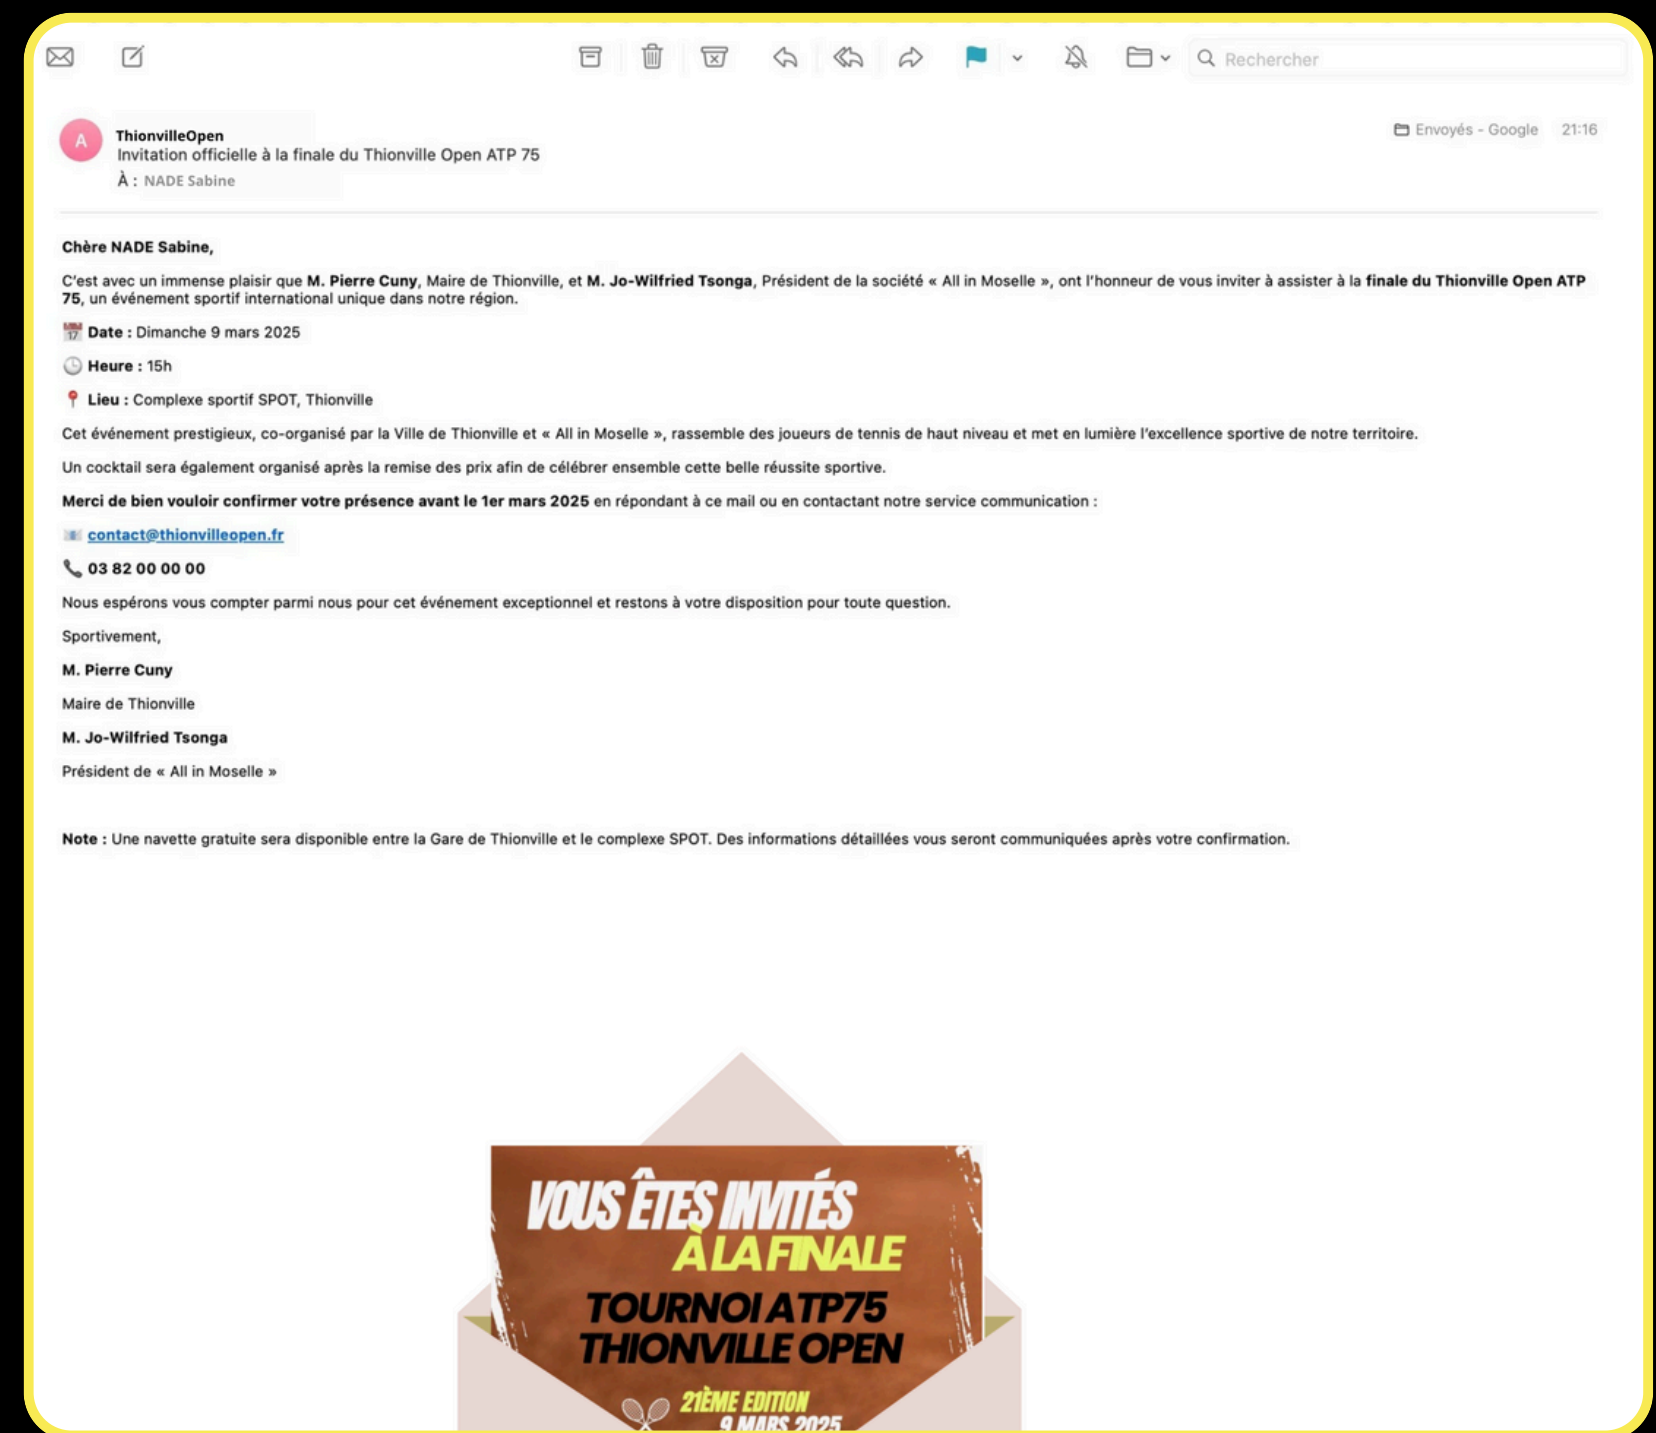 Rechercher
A
ThionvilleOpen
Envoyés - Google 21:16
Invitation officielle à la finale du Thionville Open ATP 75
À : NADE Sabine
Chère NADE Sabine,
C'est avec un immense plaisir que M. Pierre Cuny, Maire de Thionville, et M. Jo-Wilfried Tsonga, Président de la société « All in Moselle », ont l'honneur de vous inviter à assister à la finale du Thionville Open ATP
75, un événement sportif international unique dans notre région.
17 Date : Dimanche 9 mars 2025
Heure : 15h
Lieu : Complexe sportif SPOT, Thionville
Cet événement prestigieux, co-organisé par la Ville de Thionville et « All in Moselle », rassemble des joueurs de tennis de haut niveau et met en lumière l'excellence sportive de notre territoire.
Un cocktail sera également organisé après la remise des prix afin de célébrer ensemble cette belle réussite sportive.
Merci de bien vouloir confirmer votre présence avant le 1er mars 2025 en répondant à ce mail ou en contactant notre service communication :
contact@thionvilleopen.fr
03 82 00 00 00
Nous espérons vous compter parmi nous pour cet événement exceptionnel et restons à votre disposition pour toute question.
Sportivement,
M. Pierre Cuny
Maire de Thionville
M. Jo-Wilfried Tsonga
Président de « All in Moselle »
Note : Une navette gratuite sera disponible entre la Gare de Thionville et le complexe SPOT. Des informations détaillées vous seront communiquées après votre confirmation.
VOUS ÊTES INVITÉS
À LA FINALE
TOURNOI ATP75
THIONVILLE OPEN
21ÈME EDITION
9 MARS 2025